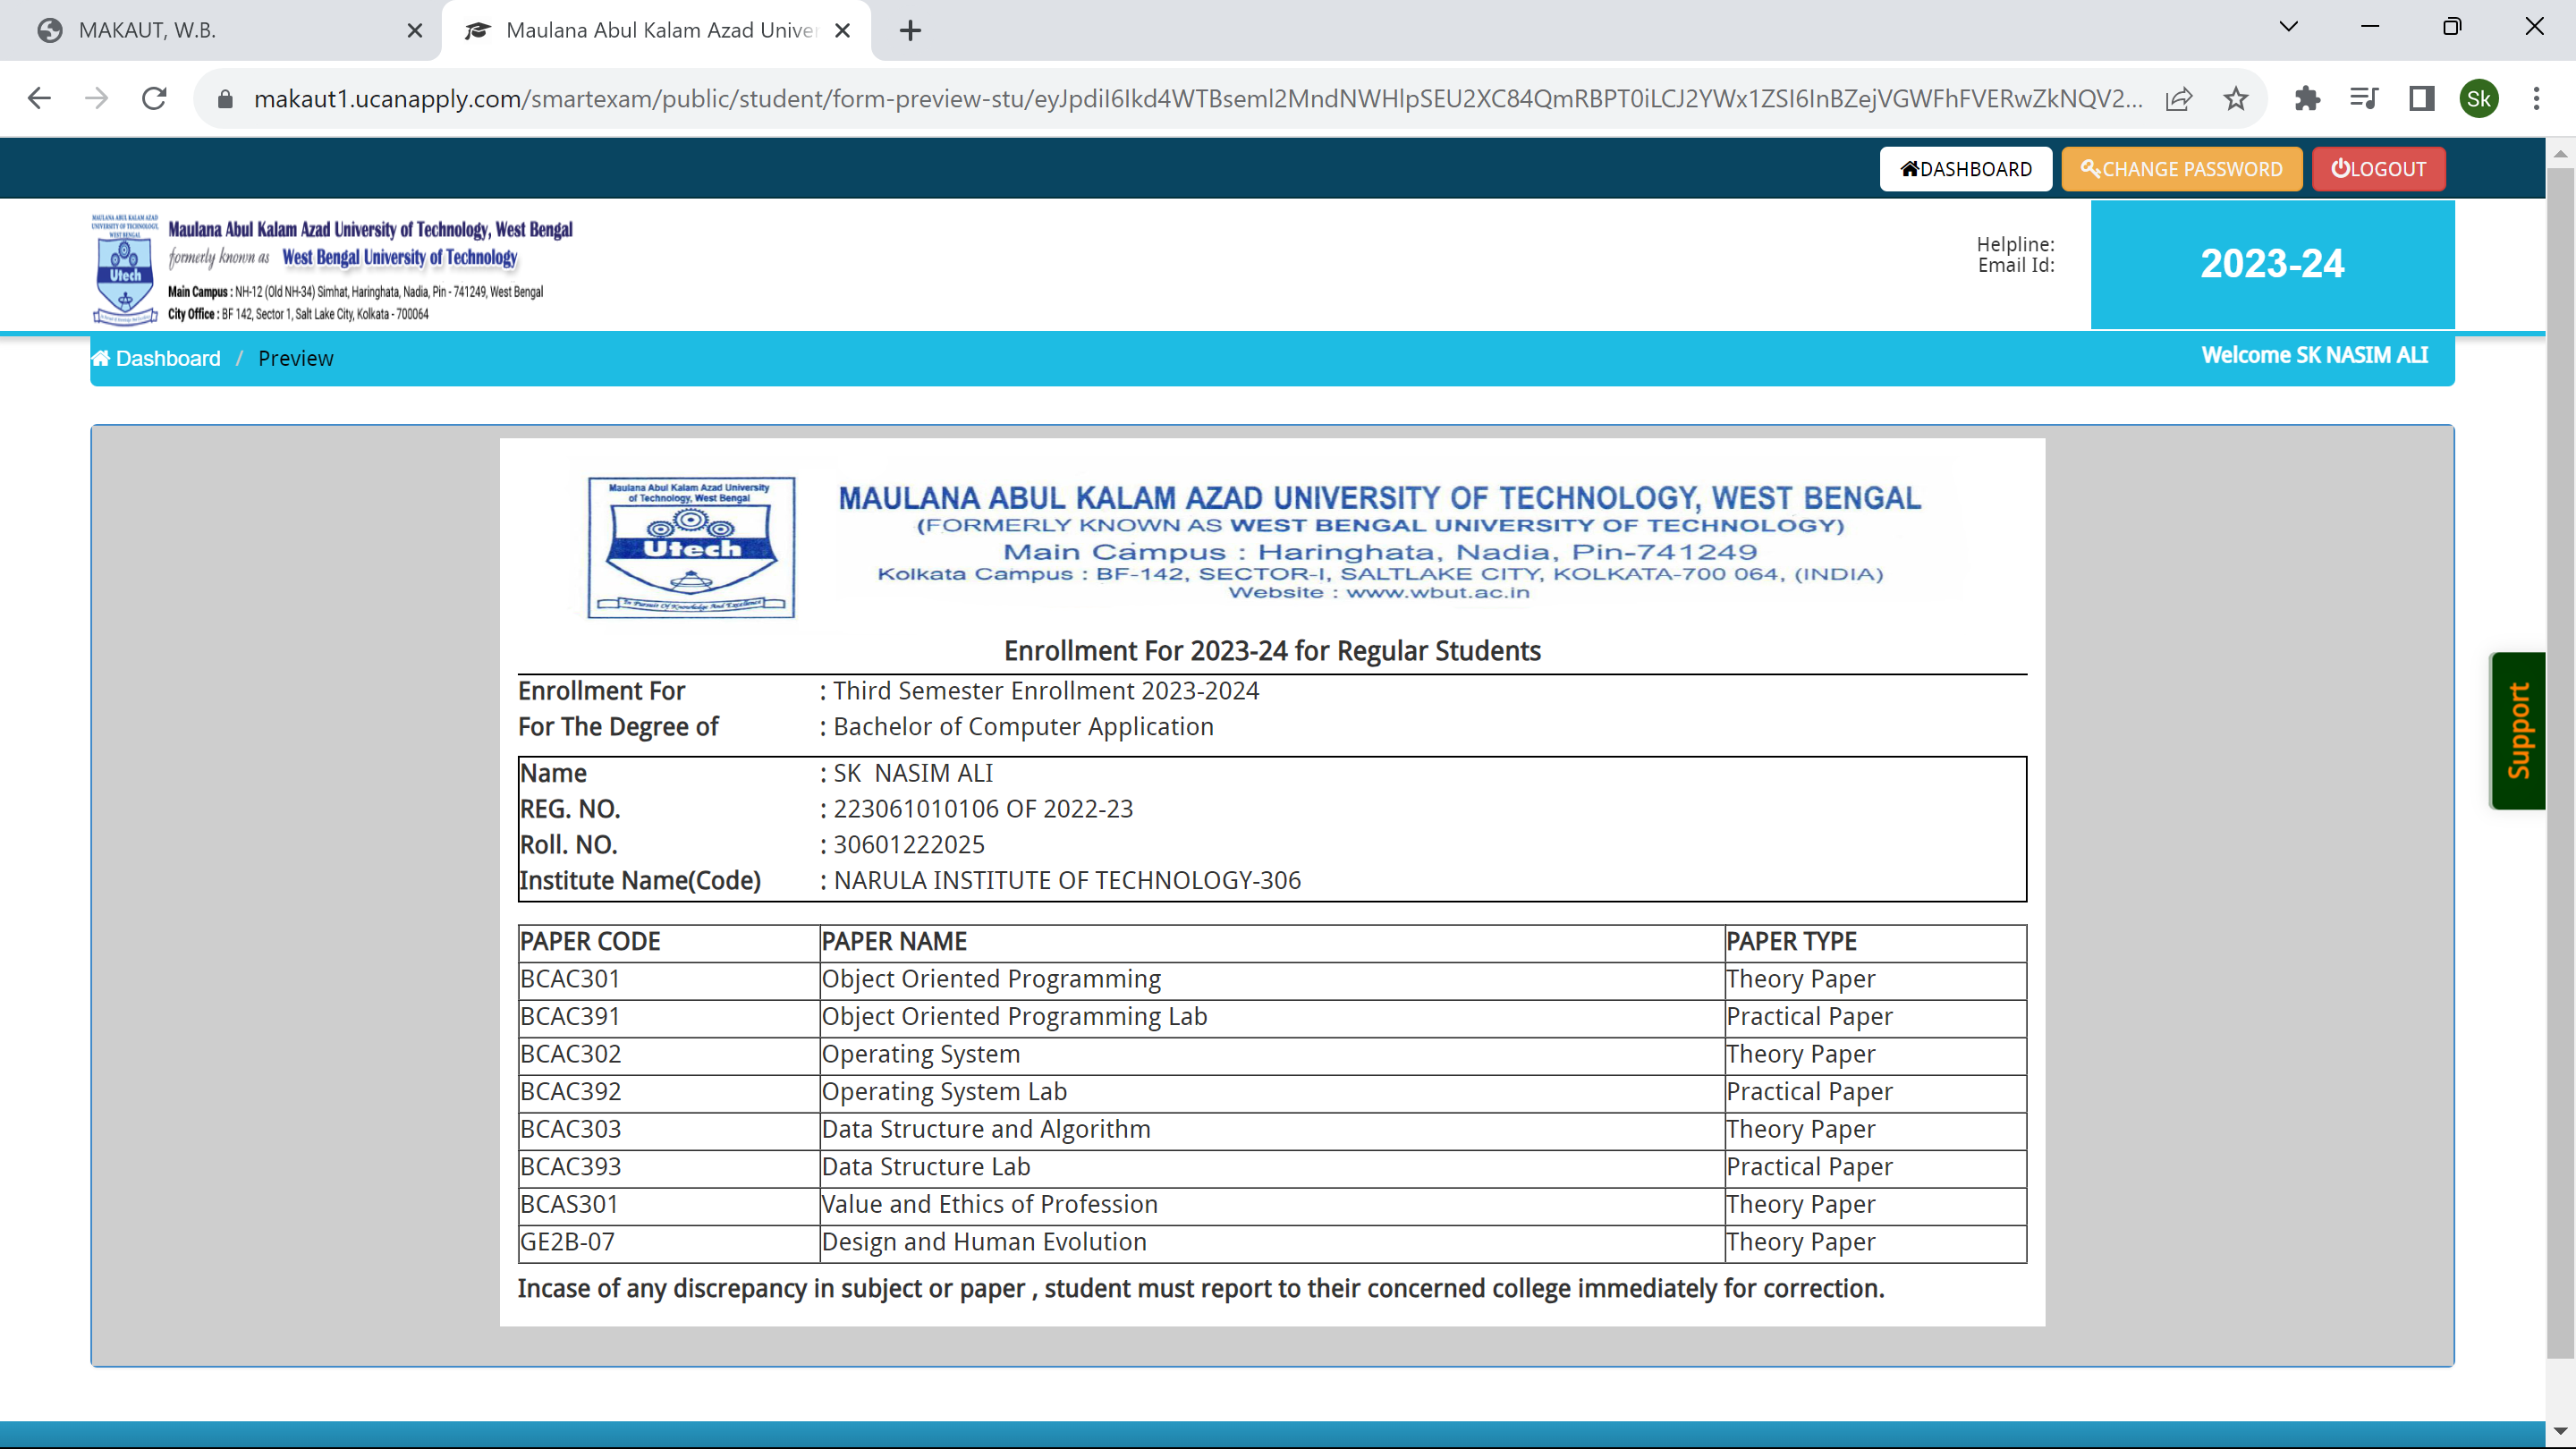 MAKAUT, W.B.
Maulana Abul Kalam Azad Univer
makaut1.ucanapply.com/smartexam/public/student/form-preview-stu/
Sk
DASHBOARD
CHANGE PASSWORD
LOGOUT
MAULANA ABUL KALAM AZAD
UNIVERSITY OF TECHNOLOGY,
WEST BENGAL
Utech
Maulana Abul Kalam Azad University of Technology, West Bengal
formerly known as West Bengal University of Technology
Main Campus : NH-12 (Old NH-34) Simhat, Haringhata, Nadia, Pin - 741249, West Bengal
City Office : BF 142, Sector 1, Salt Lake City, Kolkata - 700064
Helpline:
Email Id:
2023-24
Dashboard / Preview
Welcome SK NASIM ALI
Maulana Abul Kalam Azad University
of Technology, West Bengal
Utech
In Pursuit Of Knowledge And Excellence
MAULANA ABUL KALAM AZAD UNIVERSITY OF TECHNOLOGY, WEST BENGAL
(FORMERLY KNOWN AS WEST BENGAL UNIVERSITY OF TECHNOLOGY)
Main Campus : Haringhata, Nadia, Pin-741249
Kolkata Campus : BF-142, SECTOR-I, SALTLAKE CITY, KOLKATA-700 064, (INDIA)
Website : www.wbut.ac.in
Enrollment For 2023-24 for Regular Students
Enrollment For : Third Semester Enrollment 2023-2024
For The Degree of : Bachelor of Computer Application
Name : SK NASIM ALI
REG. NO. : 223061010106 OF 2022-23
Roll. NO. : 30601222025
Institute Name(Code) : NARULA INSTITUTE OF TECHNOLOGY-306
PAPER CODE PAPER NAME PAPER TYPE
BCAC301 Object Oriented Programming Theory Paper
BCAC391 Object Oriented Programming Lab Practical Paper
BCAC302 Operating System Theory Paper
BCAC392 Operating System Lab Practical Paper
BCAC303 Data Structure and Algorithm Theory Paper
BCAC393 Data Structure Lab Practical Paper
BCAS301 Value and Ethics of Profession Theory Paper
GE2B-07 Design and Human Evolution Theory Paper
Incase of any discrepancy in subject or paper , student must report to their concerned college immediately for correction.
Support